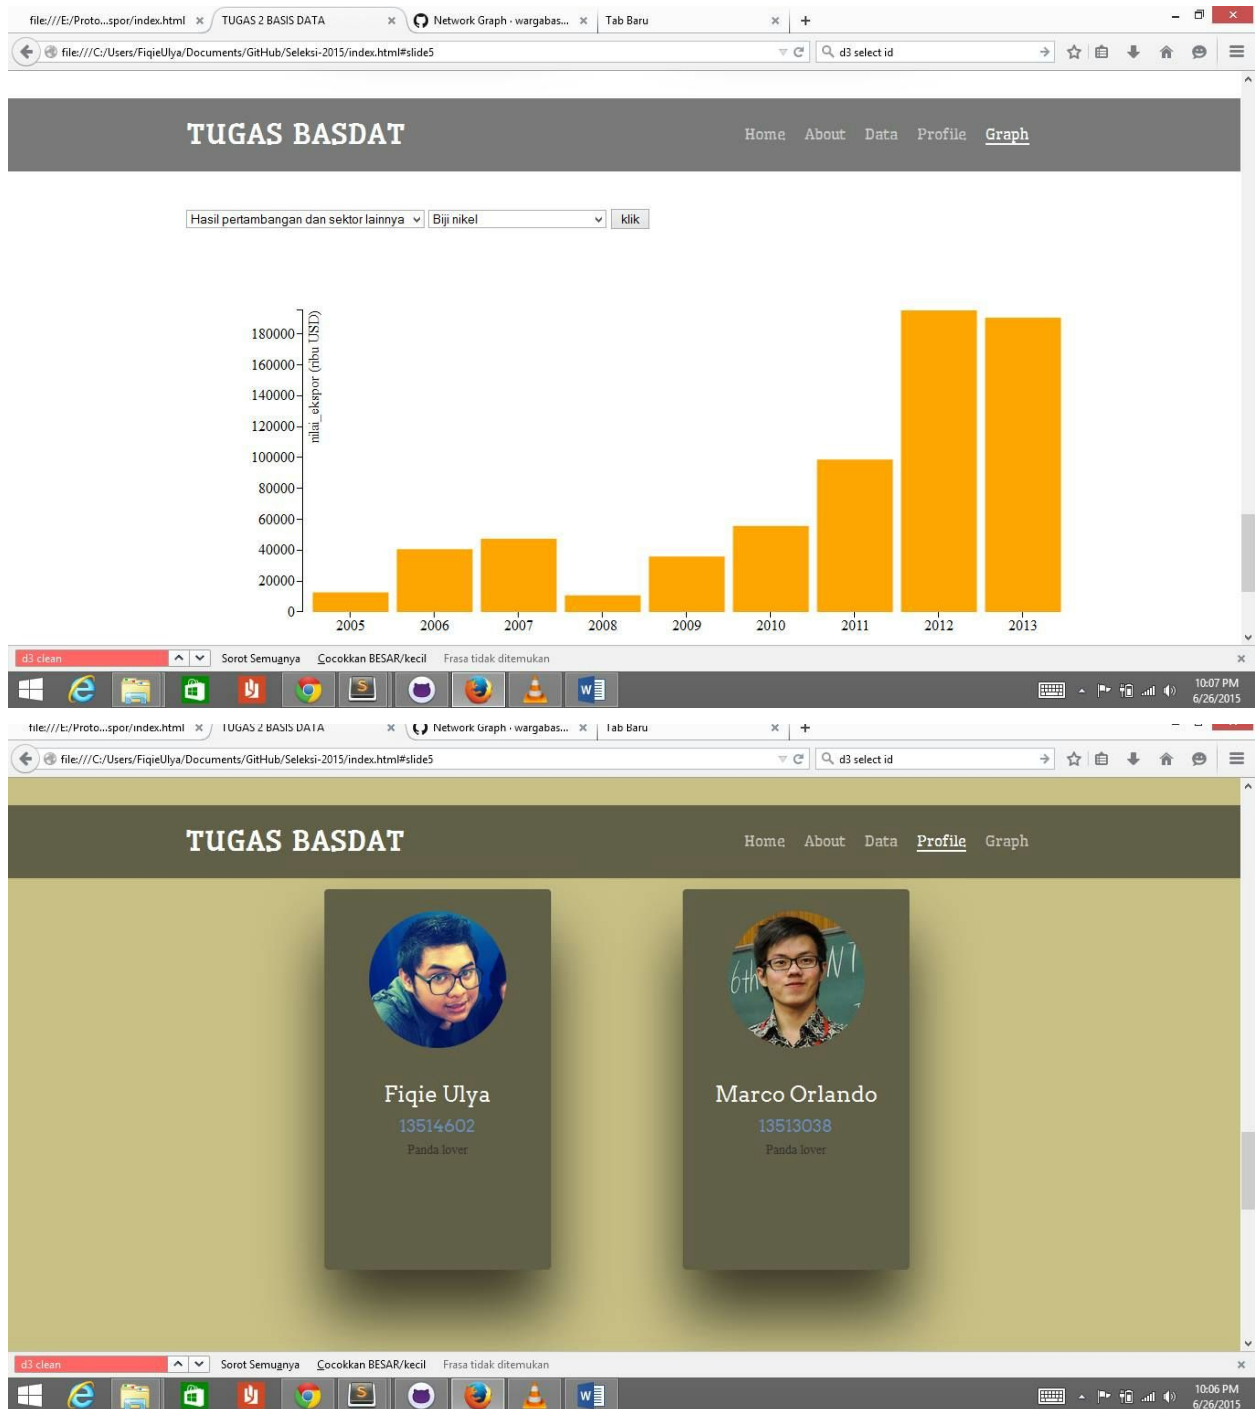 file:///E:/Proto...spor/index.html
TUGAS 2 BASIS DATA
Network Graph · wargabas...
Tab Baru
file:///C:/Users/FiqieUlya/Documents/GitHub/Seleksi-2015/index.html#slide5
d3 select id
TUGAS BASDAT
Home About Data Profile Graph
Hasil pertambangan dan sektor lainnya
Biji nikel
klik
nilai_ekspor (ribu USD)
180000
160000
140000
120000
100000
80000
60000
40000
20000
0
2005 2006 2007 2008 2009 2010 2011 2012 2013
d3 clean
Sorot Semuanya
Cocokkan BESAR/kecil
Frasa tidak ditemukan
10:07 PM
6/26/2015
file:///E:/Proto...spor/index.html
TUGAS 2 BASIS DATA
Network Graph · wargabas...
Tab Baru
file:///C:/Users/FiqieUlya/Documents/GitHub/Seleksi-2015/index.html#slide5
d3 select id
TUGAS BASDAT
Home About Data Profile Graph
6th
NT
Fiqie Ulya
13514602
Panda lover
Marco Orlando
13513038
Panda lover
d3 clean
Sorot Semuanya
Cocokkan BESAR/kecil
Frasa tidak ditemukan
10:06 PM
6/26/2015